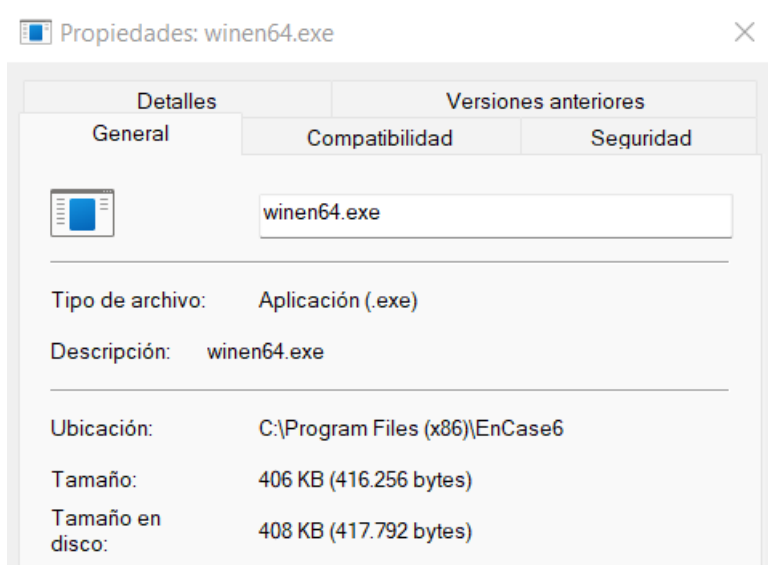 Propiedades: winen64.exe
Detalles Versiones anteriores
General Compatibilidad Seguridad
winen64.exe
Tipo de archivo: Aplicación (.exe)
Descripción: winen64.exe
Ubicación: C:\Program Files (x86)\EnCase6
Tamaño: 406 KB (416.256 bytes)
Tamaño en
disco: 408 KB (417.792 bytes)